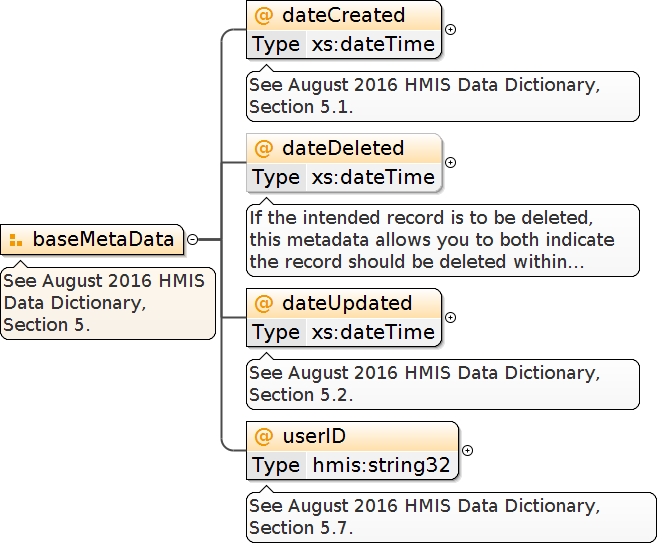 @ dateCreated
Type xs:dateTime
See August 2016 HMIS Data Dictionary,
Section 5.1.
@ dateDeleted
Type xs:dateTime
If the intended record is to be deleted,
this metadata allows you to both indicate
the record should be deleted within...
baseMetaData
See August 2016 HMIS
Data Dictionary,
Section 5.
@ dateUpdated
Type xs:dateTime
See August 2016 HMIS Data Dictionary,
Section 5.2.
@ userID
Type hmis:string32
See August 2016 HMIS Data Dictionary,
Section 5.7.